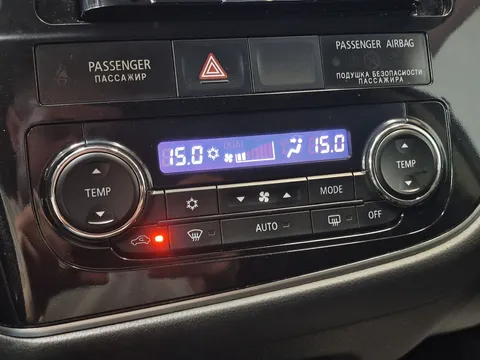 PASSENGER
ПАССАЖИР
PASSENGER AIRBAG
ПОДУШКА БЕЗОПАСНОСТИ
ПАССАЖИРА
15.0 15.0
TEMP
MODE
TEMP
AUTO
OFF